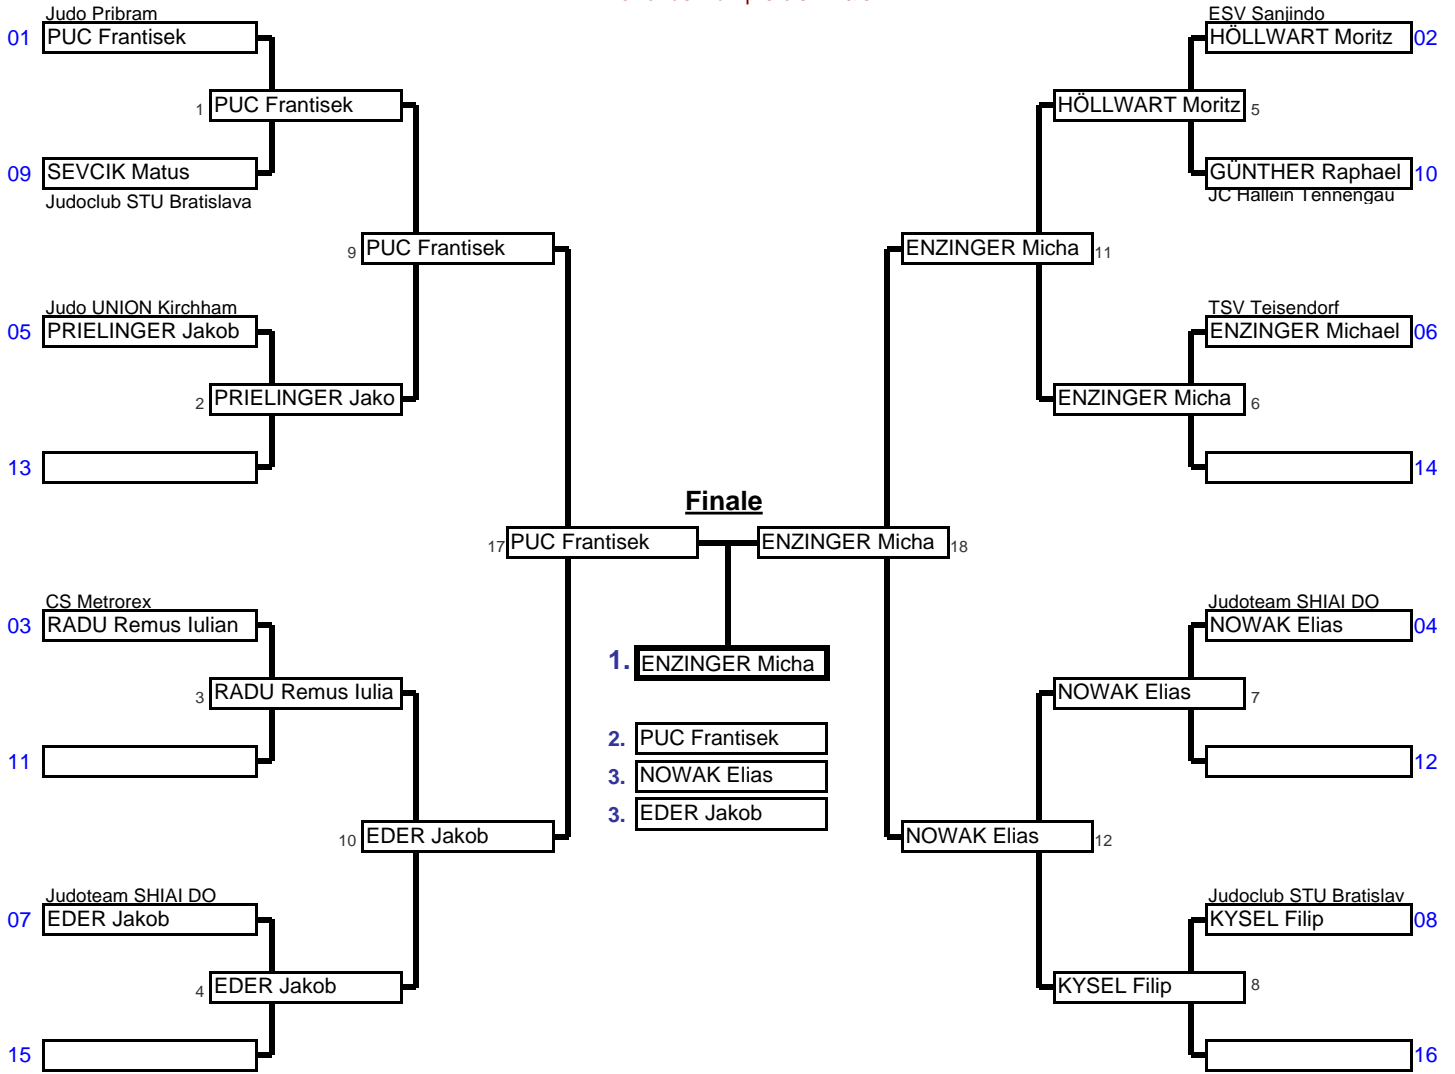 Judo Pribram
01 PUC Frantisek
1 PUC Frantisek
09 SEVCIK Matus
Judoclub STU Bratislava
9 PUC Frantisek
Judo UNION Kirchham
05 PRIELINGER Jakob
2 PRIELINGER Jako
13
17 PUC Frantisek
CS Metrorex
03 RADU Remus Iulian
3 RADU Remus Iulia
11
10 EDER Jakob
Judoteam SHIAI DO
07 EDER Jakob
4 EDER Jakob
15
Finale
1. ENZINGER Micha
2. PUC Frantisek
3. NOWAK Elias
3. EDER Jakob
ESV Sanjindo
HÖLLWART Moritz 02
HÖLLWART Moritz 5
GÜNTHER Raphael 10
JC Hallein Tennengau
ENZINGER Micha 11
TSV Teisendorf
ENZINGER Michael 06
ENZINGER Micha 6
14
ENZINGER Micha 18
Judoteam SHIAI DO
NOWAK Elias 04
NOWAK Elias 7
12
NOWAK Elias 12
Judoclub STU Bratislav
KYSEL Filip 08
KYSEL Filip 8
16